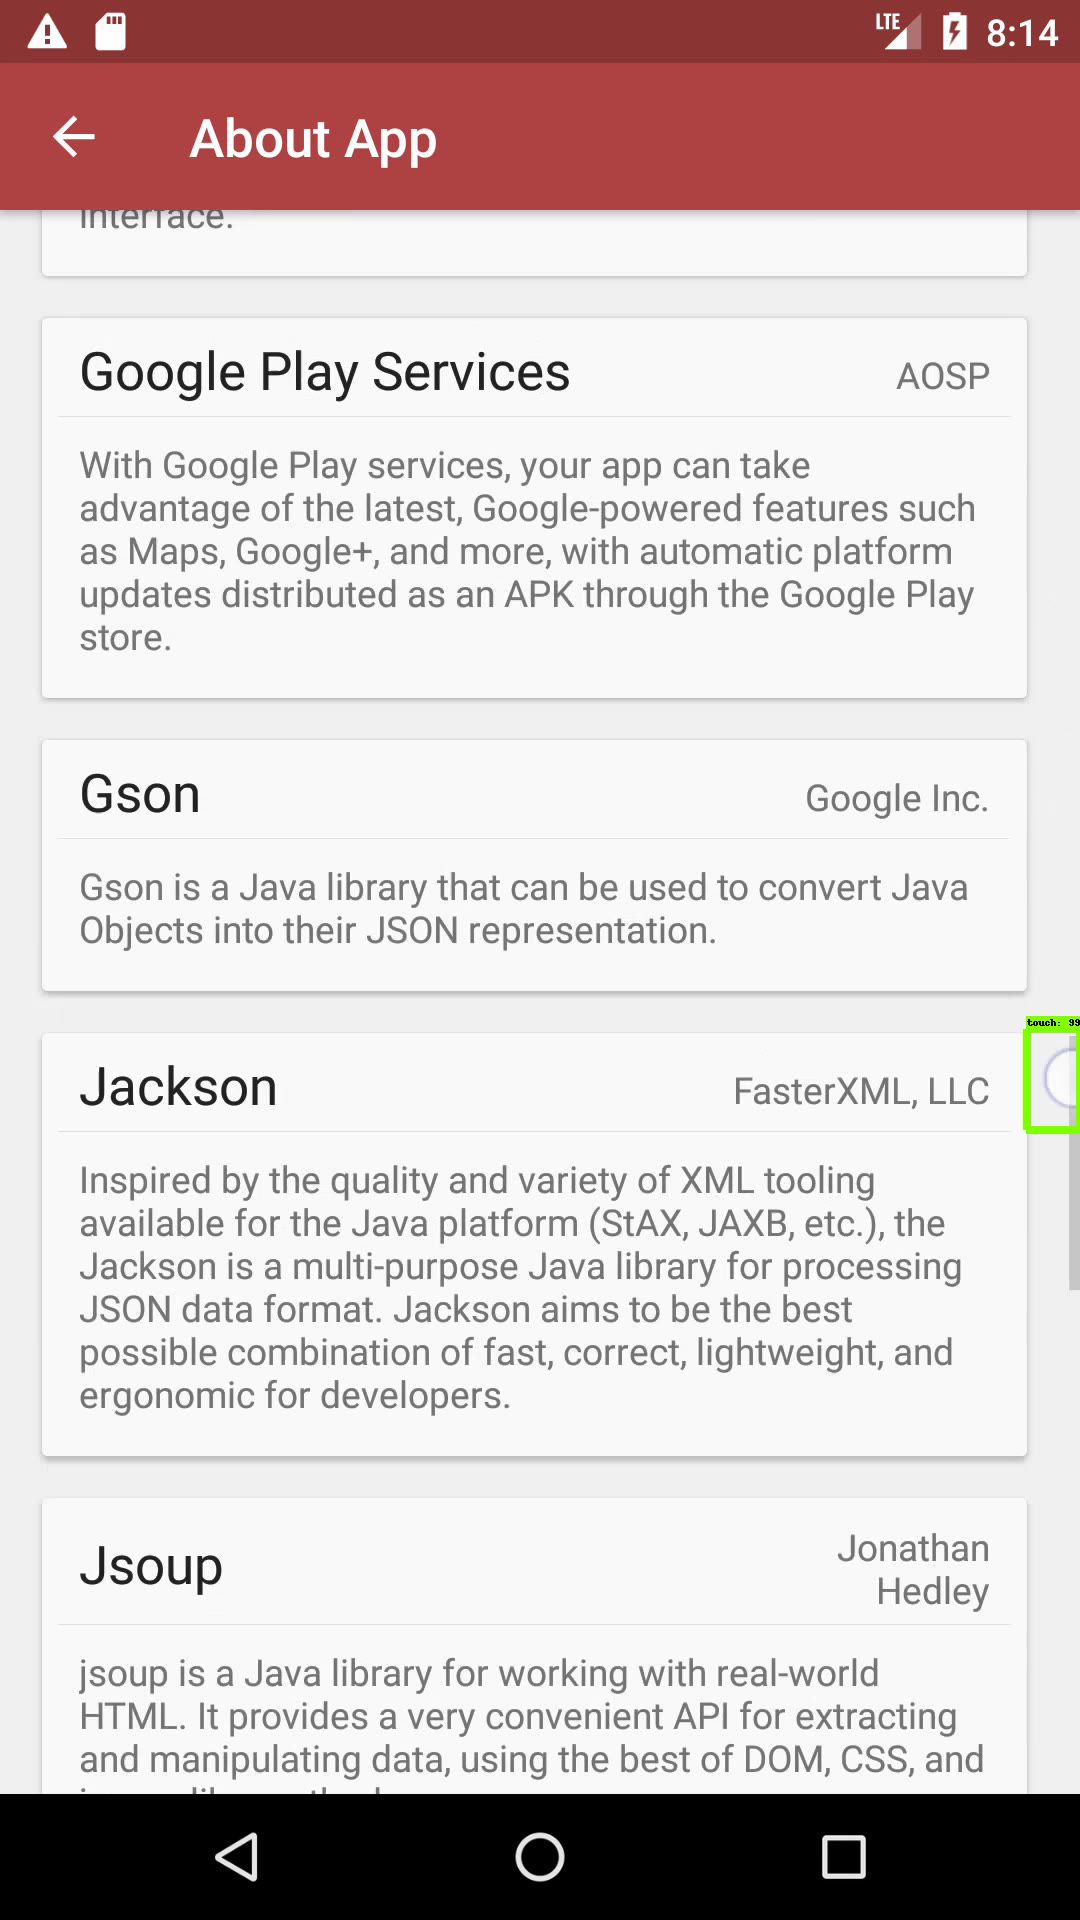 LTE 8:14
About App
interface.
Google Play Services AOSP
With Google Play services, your app can take
advantage of the latest, Google-powered features such
as Maps, Google+, and more, with automatic platform
updates distributed as an APK through the Google Play
store.
Gson Google Inc.
Gson is a Java library that can be used to convert Java
Objects into their JSON representation.
touch: 99
Jackson FasterXML, LLC
Inspired by the quality and variety of XML tooling
available for the Java platform (StAX, JAXB, etc.), the
Jackson is a multi-purpose Java library for processing
JSON data format. Jackson aims to be the best
possible combination of fast, correct, lightweight, and
ergonomic for developers.
Jsoup Jonathan
Hedley
jsoup is a Java library for working with real-world
HTML. It provides a very convenient API for extracting
and manipulating data, using the best of DOM, CSS, and